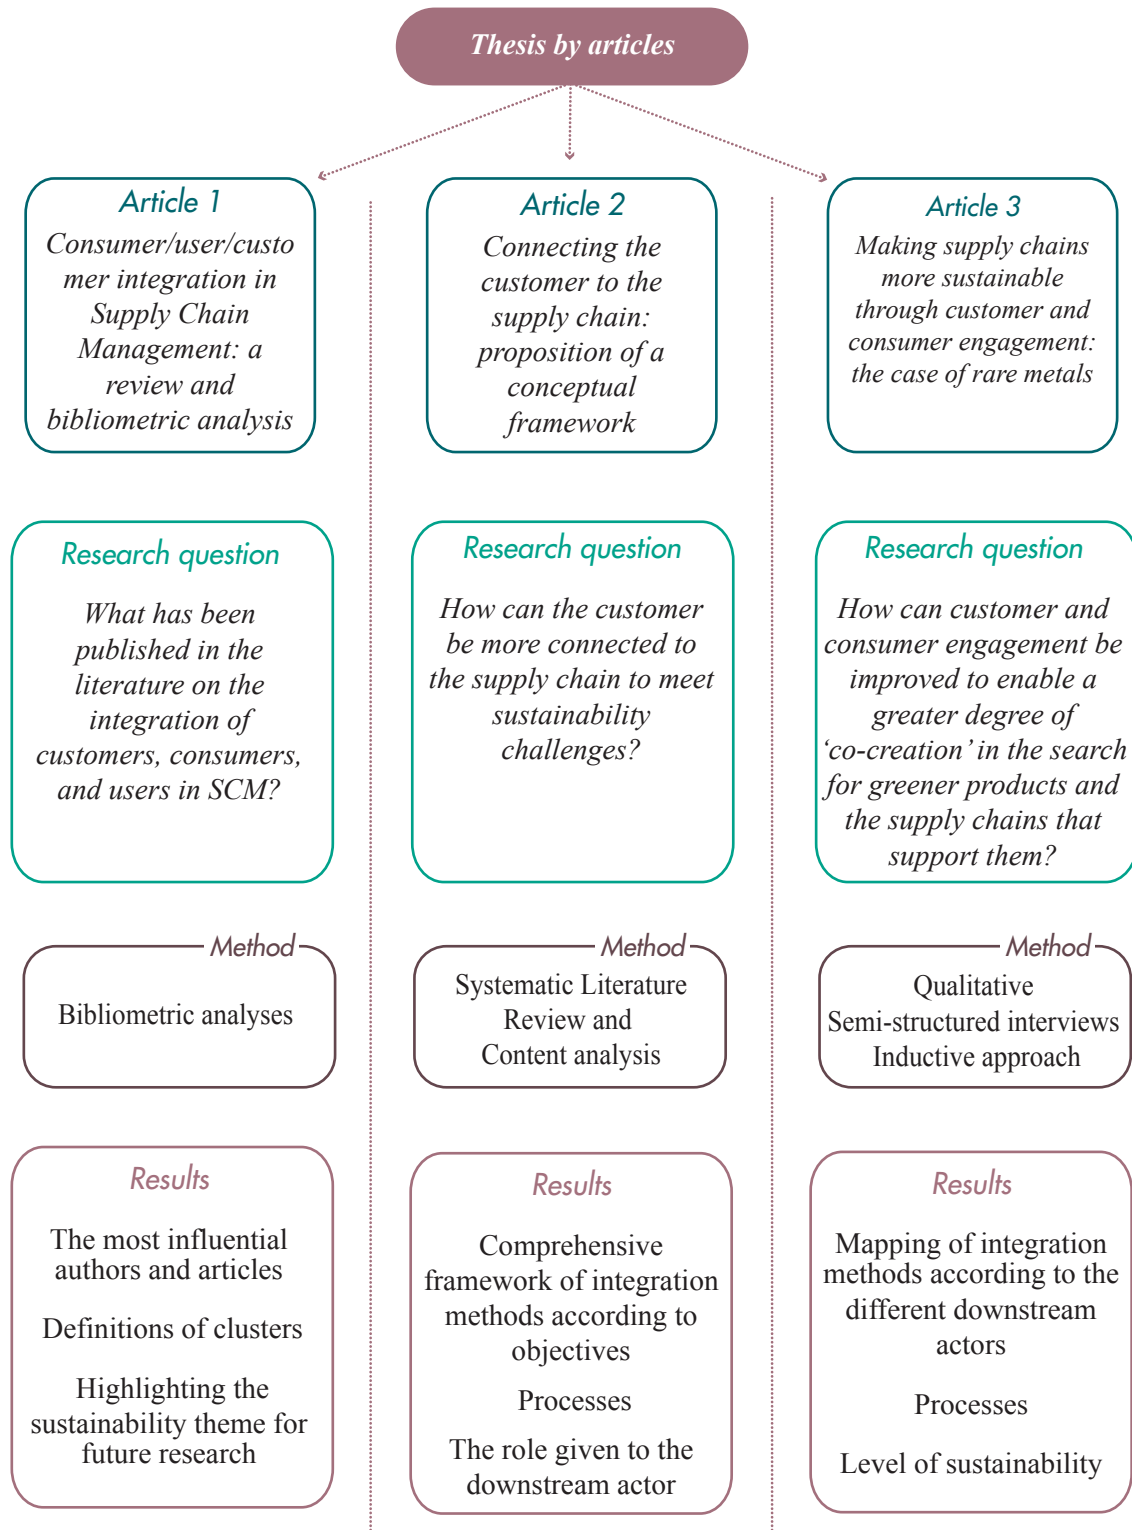 Thesis by articles
Article 1
Consumer/user/custo
mer integration in
Supply Chain
Management: a
review and
bibliometric analysis
Article 2
Connecting the
customer to the
supply chain:
proposition of a
conceptual
framework
Article 3
Making supply chains
more sustainable
through customer and
consumer engagement:
the case of rare metals
Research question
What has been
published in the
literature on the
integration of
customers, consumers,
and users in SCM?
Research question
How can the customer
be more connected to
the supply chain to meet
sustainability
challenges?
Research question
How can customer and
consumer engagement be
improved to enable a
greater degree of
‘co-creation’ in the search
for greener products and
the supply chains that
support them?
Method
Bibliometric analyses
Method
Systematic Literature
Review and
Content analysis
Method
Qualitative
Semi-structured interviews
Inductive approach
Results
The most influential
authors and articles
Definitions of clusters
Highlighting the
sustainability theme for
future research
Results
Comprehensive
framework of integration
methods according to
objectives
Processes
The role given to the
downstream actor
Results
Mapping of integration
methods according to the
different downstream
actors
Processes
Level of sustainability